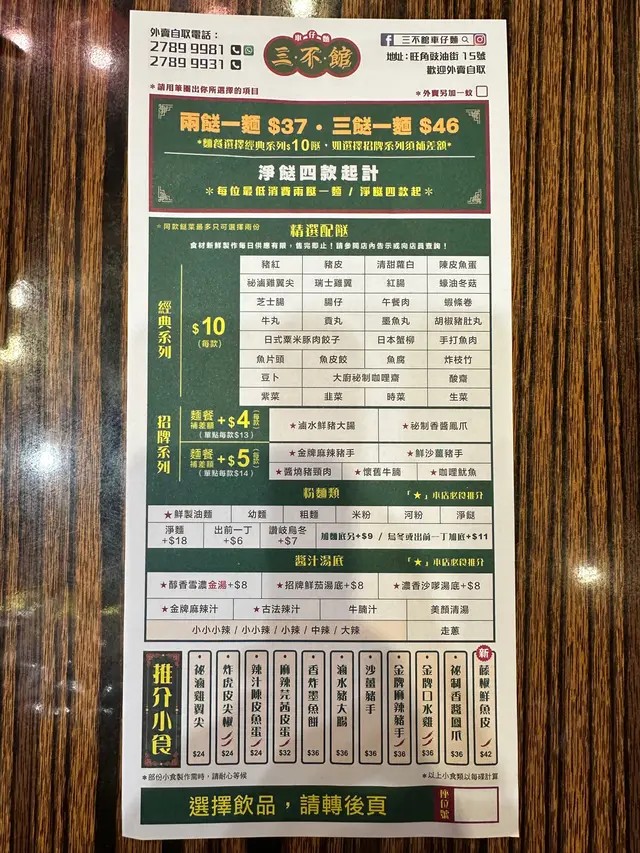 外賣自取電話：
2789 9981
2789 9931
車仔麵
三·不·館
三不館車仔麵
地址：旺角豉油街 15號
歡迎外賣自取
*請用筆圈出你所選擇的項目
*外賣另加一蚊
兩餸一麵 $37·三餸一麵 $46
*麵餐選擇經典系列$10餸，如選擇招牌系列須補差額*
淨餸四款起計
*每位最低消費兩餸一麵 / 淨餸四款起*
*同款餸菜最多只可選擇兩份
精選配餸
食材新鮮製作每日供應有限，售完即止！請參閱店內告示或向店員查詢！
經典系列
$10
(每款)
豬紅 豬皮 清甜蘿白 陳皮魚蛋
祕滷雞翼尖 瑞士雞翼 紅腸 蠔油冬菇
芝士腸 腸仔 午餐肉 蝦條卷
牛丸 貢丸 墨魚丸 胡椒豬肚丸
日式粟米豚肉餃子 日本蟹柳 手打魚肉
魚片頭 魚皮餃 魚腐 炸枝竹
豆卜 大廚祕制咖哩齋 酸齋
紫菜 韭菜 時菜 生菜
招牌系列
麵餐補差額 +$4 (每款)
(單點每款$13)
★滷水鮮豬大腸 ★祕制香醬鳳爪
麵餐補差額 +$5 (每款)
(單點每款$14)
★金牌麻辣豬手 ★鮮沙薑豬手
★醬燒豬頸肉 ★懷舊牛腩 ★咖哩魷魚
粉麵類
「★」本店必食推介
★鮮製油麵 幼麵 粗麵 米粉 河粉 淨餸
淨麵+$18 出前一丁+$6 讚岐烏冬+$7 加麵底另+$9 / 烏冬或出前一丁加底+$11
醬汁湯底
「★」本店必食推介
★醇香雪濃金湯+$8 ★招牌鮮茄湯底+$8 ★濃香沙嗲湯底+$8
★金牌麻辣汁 ★古法辣汁 牛腩汁 美顏清湯
小小小辣 / 小小辣 / 小辣 / 中辣 / 大辣 走蔥
推介小食
祕滷雞翼尖 $24
炸虎皮尖椒 $24
辣汁陳皮魚蛋 $24
麻辣芫茜皮蛋 $32
香炸墨魚餅 $36
滷水豬大腸 $36
沙薑豬手 $36
金牌麻辣豬手 $36
金牌口水雞 $36
祕制香醬鳳爪 $36
新
藤椒鮮魚皮 $42
*部份小食製作需時，請耐心等候
*以上小食類以每碟計算
選擇飲品，請轉後頁
座位號